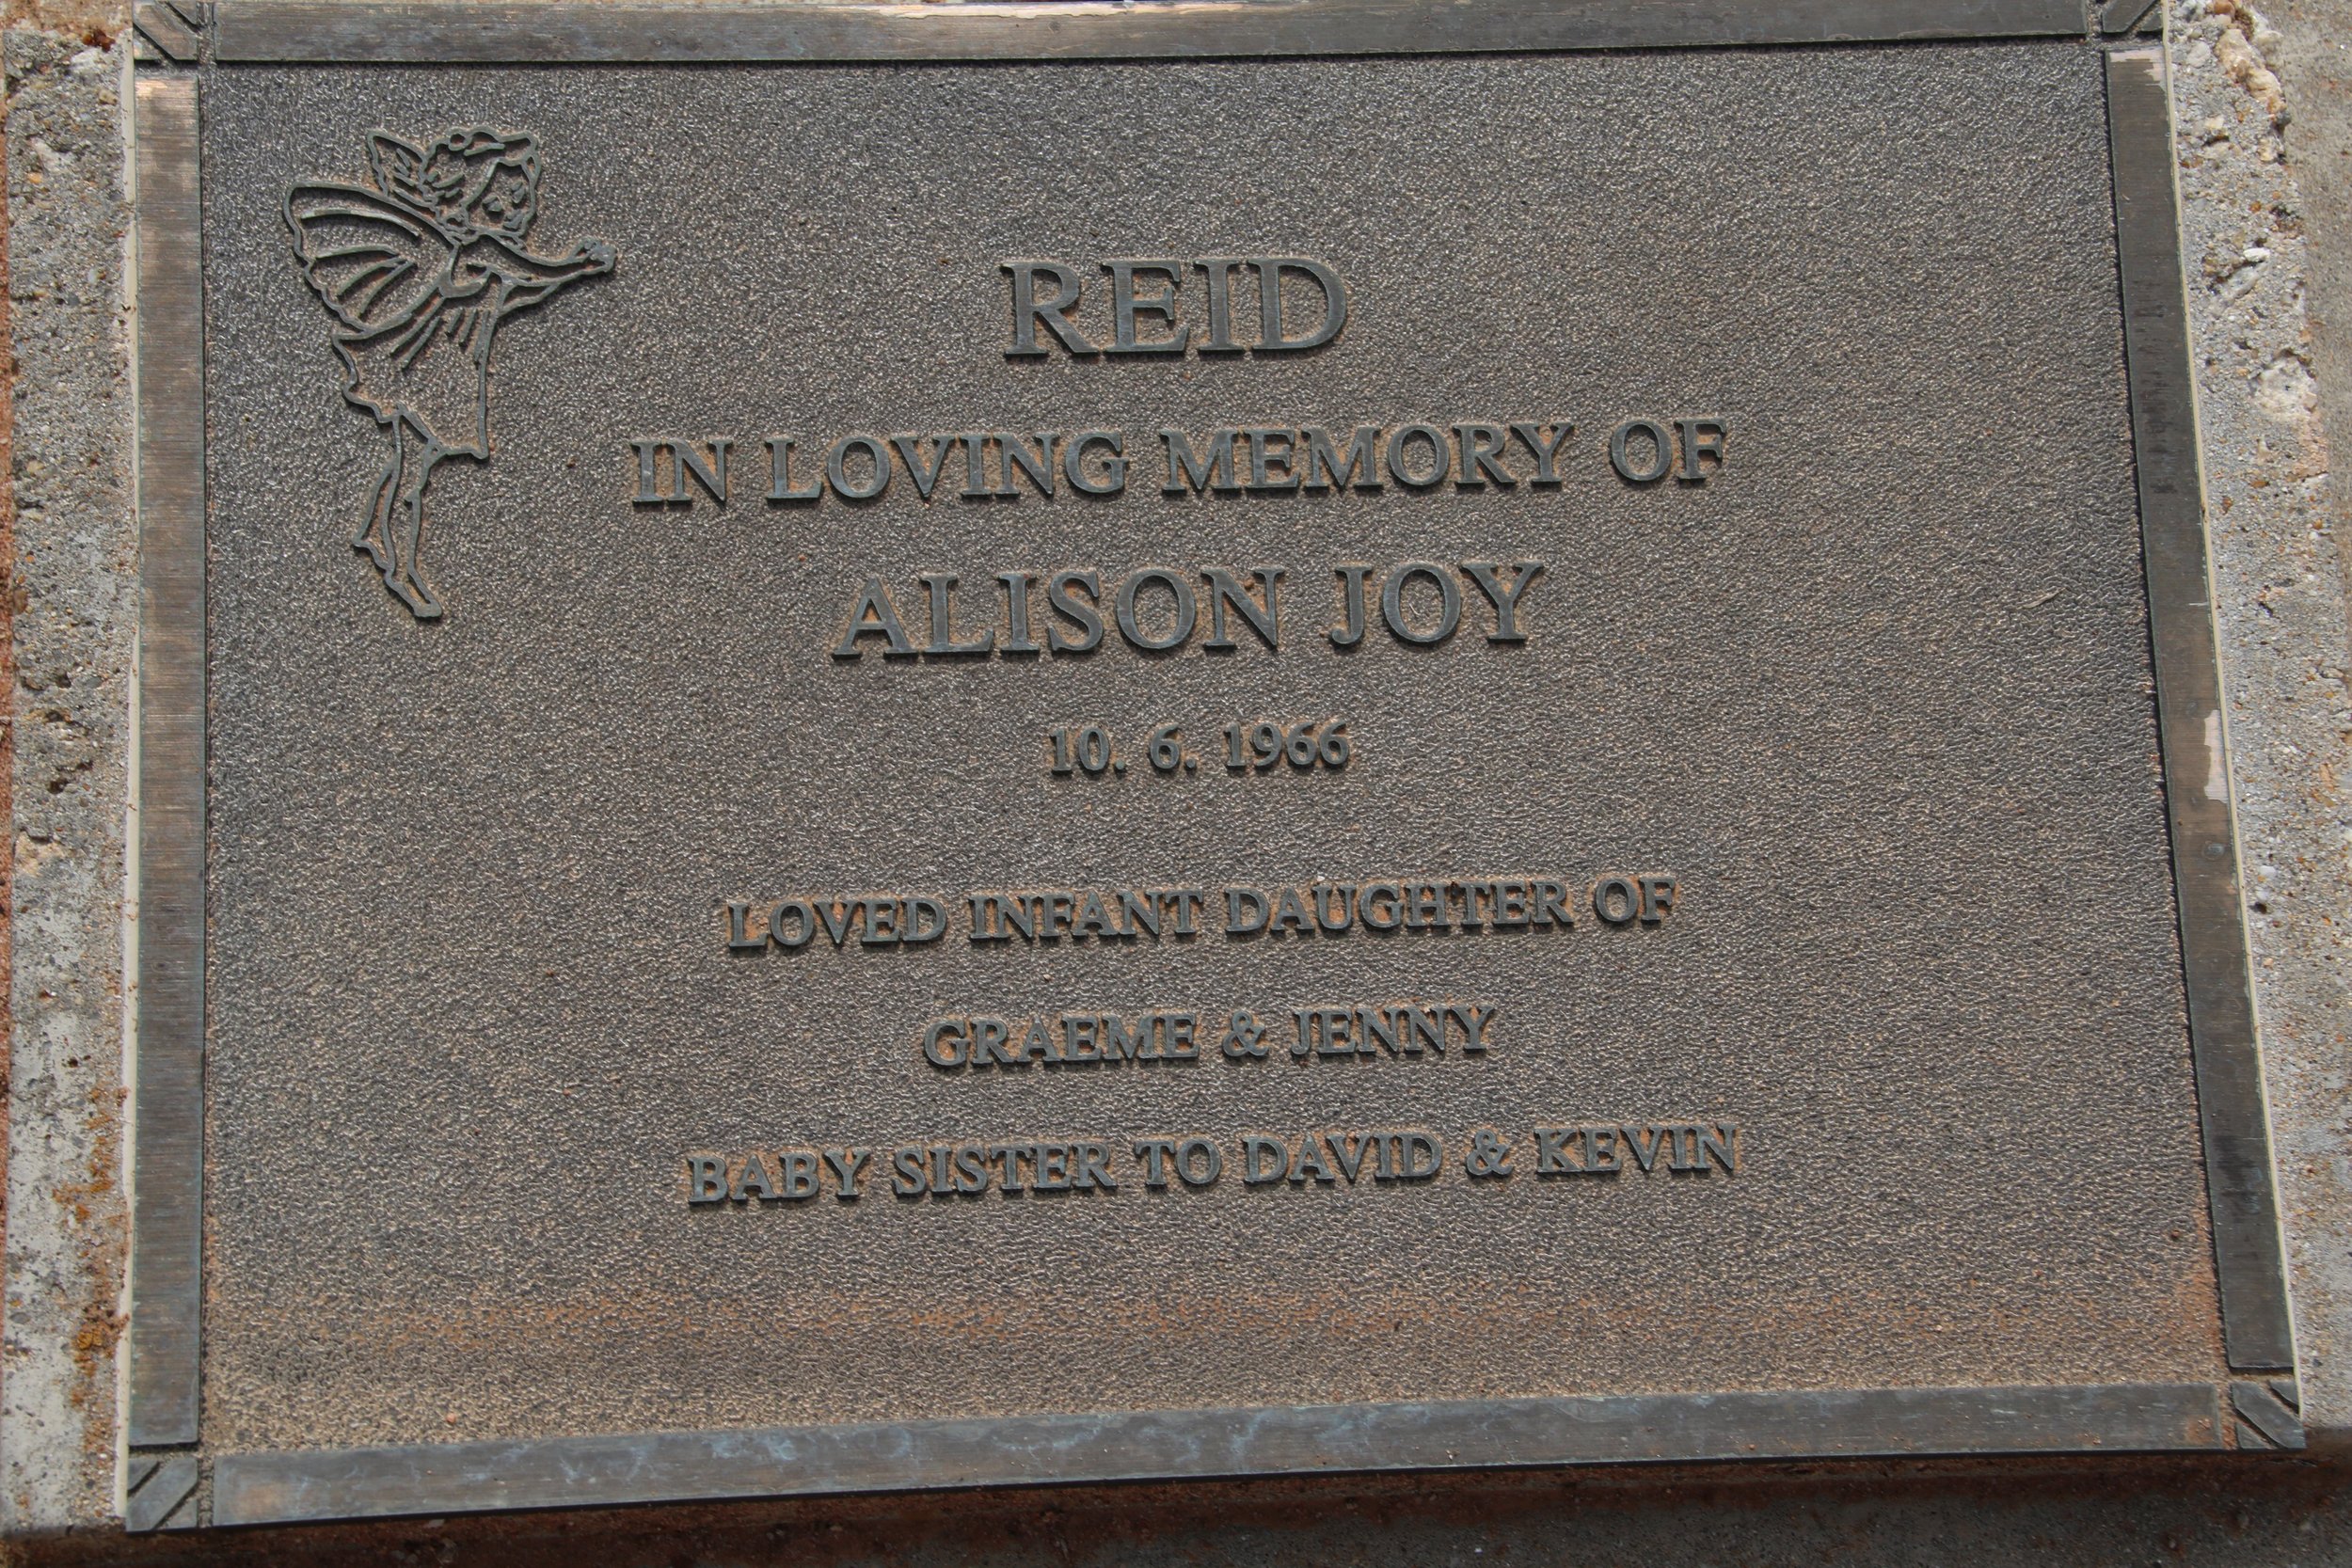 REID
IN LOVING MEMORY OF
ALISON JOY
10. 6. 1966
LOVED INFANT DAUGHTER OF
GRAEME & JENNY
BABY SISTER TO DAVID & KEVIN